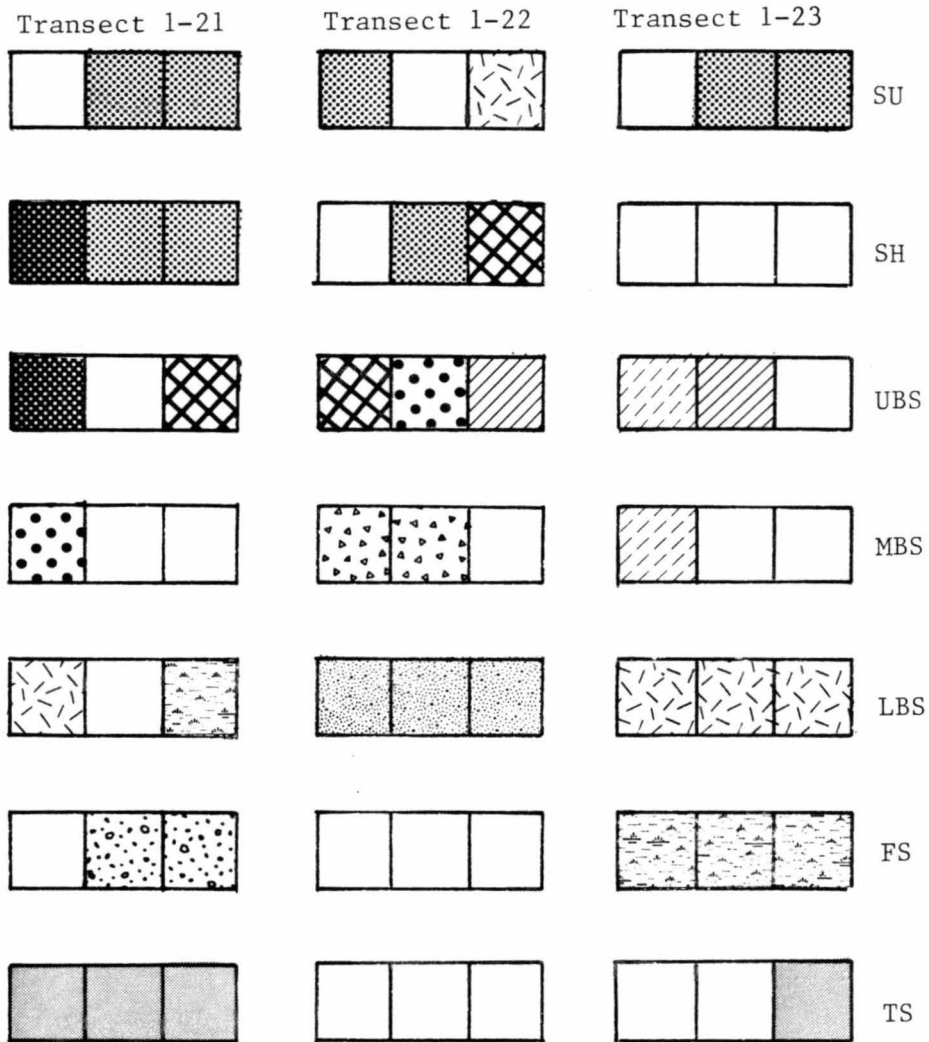 Transect 1-21 Transect 1-22 Transect 1-23
SU
SH
UBS
MBS
LBS
FS
TS